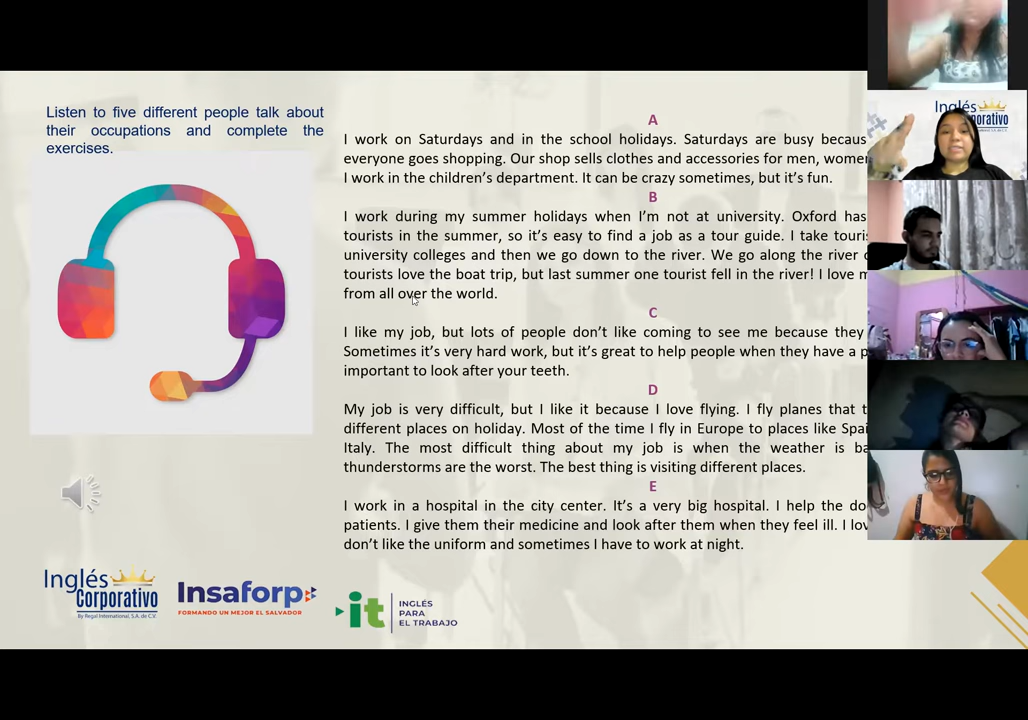 Listen to five different people talk about
their occupations and complete the
exercises.
A
I work on Saturdays and in the school holidays. Saturdays are busy
everyone goes shopping. Our shop sells clothes and accessories for men,
I work in the children's department. It can be crazy sometimes, but it's fun.
B
I work during my summer holidays when I'm not at university. Oxford has
tourists in the summer, so it's easy to find a job as a tour guide. I take
university colleges and then we go down to the river. We go along the river
tourists love the boat trip, but last summer one tourist fell in the river! I love
from all over the world.
C
I like my job, but lots of people don't like coming to see me because they
Sometimes it's very hard work, but it's great to help people when they have a
important to look after your teeth.
D
My job is very difficult, but I like it because I love flying. I fly planes that
different places on holiday. Most of the time I fly in Europe to places like
Italy. The most difficult thing about my job is when the weather is
thunderstorms are the worst. The best thing is visiting different places.
E
I work in a hospital in the city center. It's a very big hospital. I help the
patients. I give them their medicine and look after them when they feel ill. I
don't like the uniform and sometimes I have to work at night.
Inglés
Corporativo
By Regal International, S.A. de C.V.
Insaforp
FORMANDO UN MEJOR EL SALVADOR
it
INGLÉS
PARA
EL TRABAJO
Inglés
Corporativo